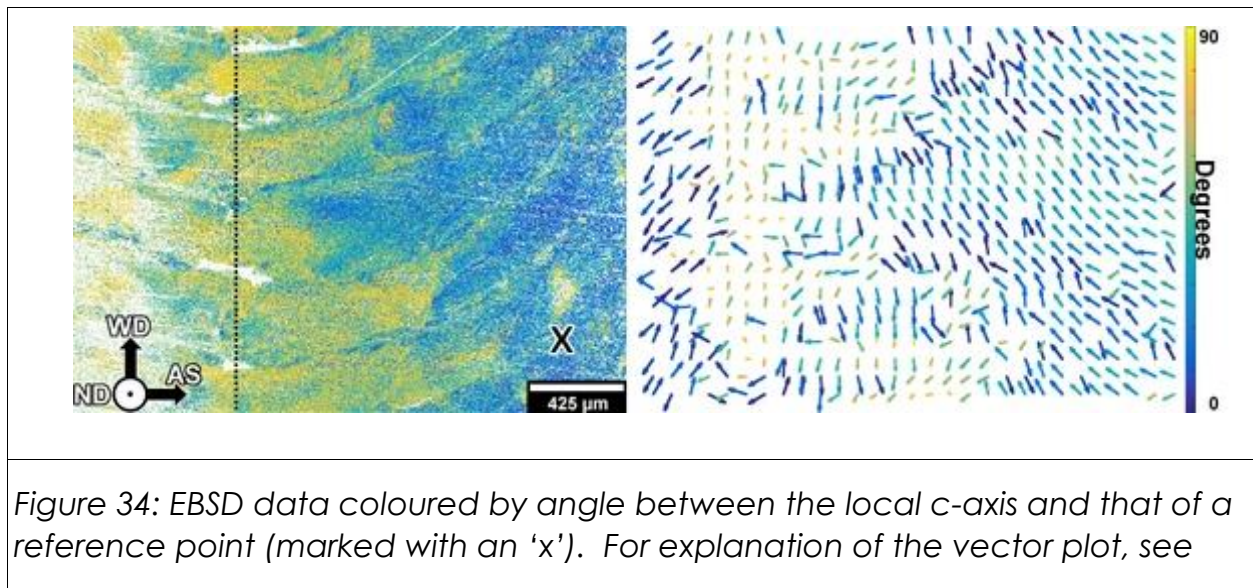 WD
AS
ND
X
425 µm
90
Degrees
0
Figure 34: EBSD data coloured by angle between the local c-axis and that of a
reference point (marked with an ‘x’). For explanation of the vector plot, see